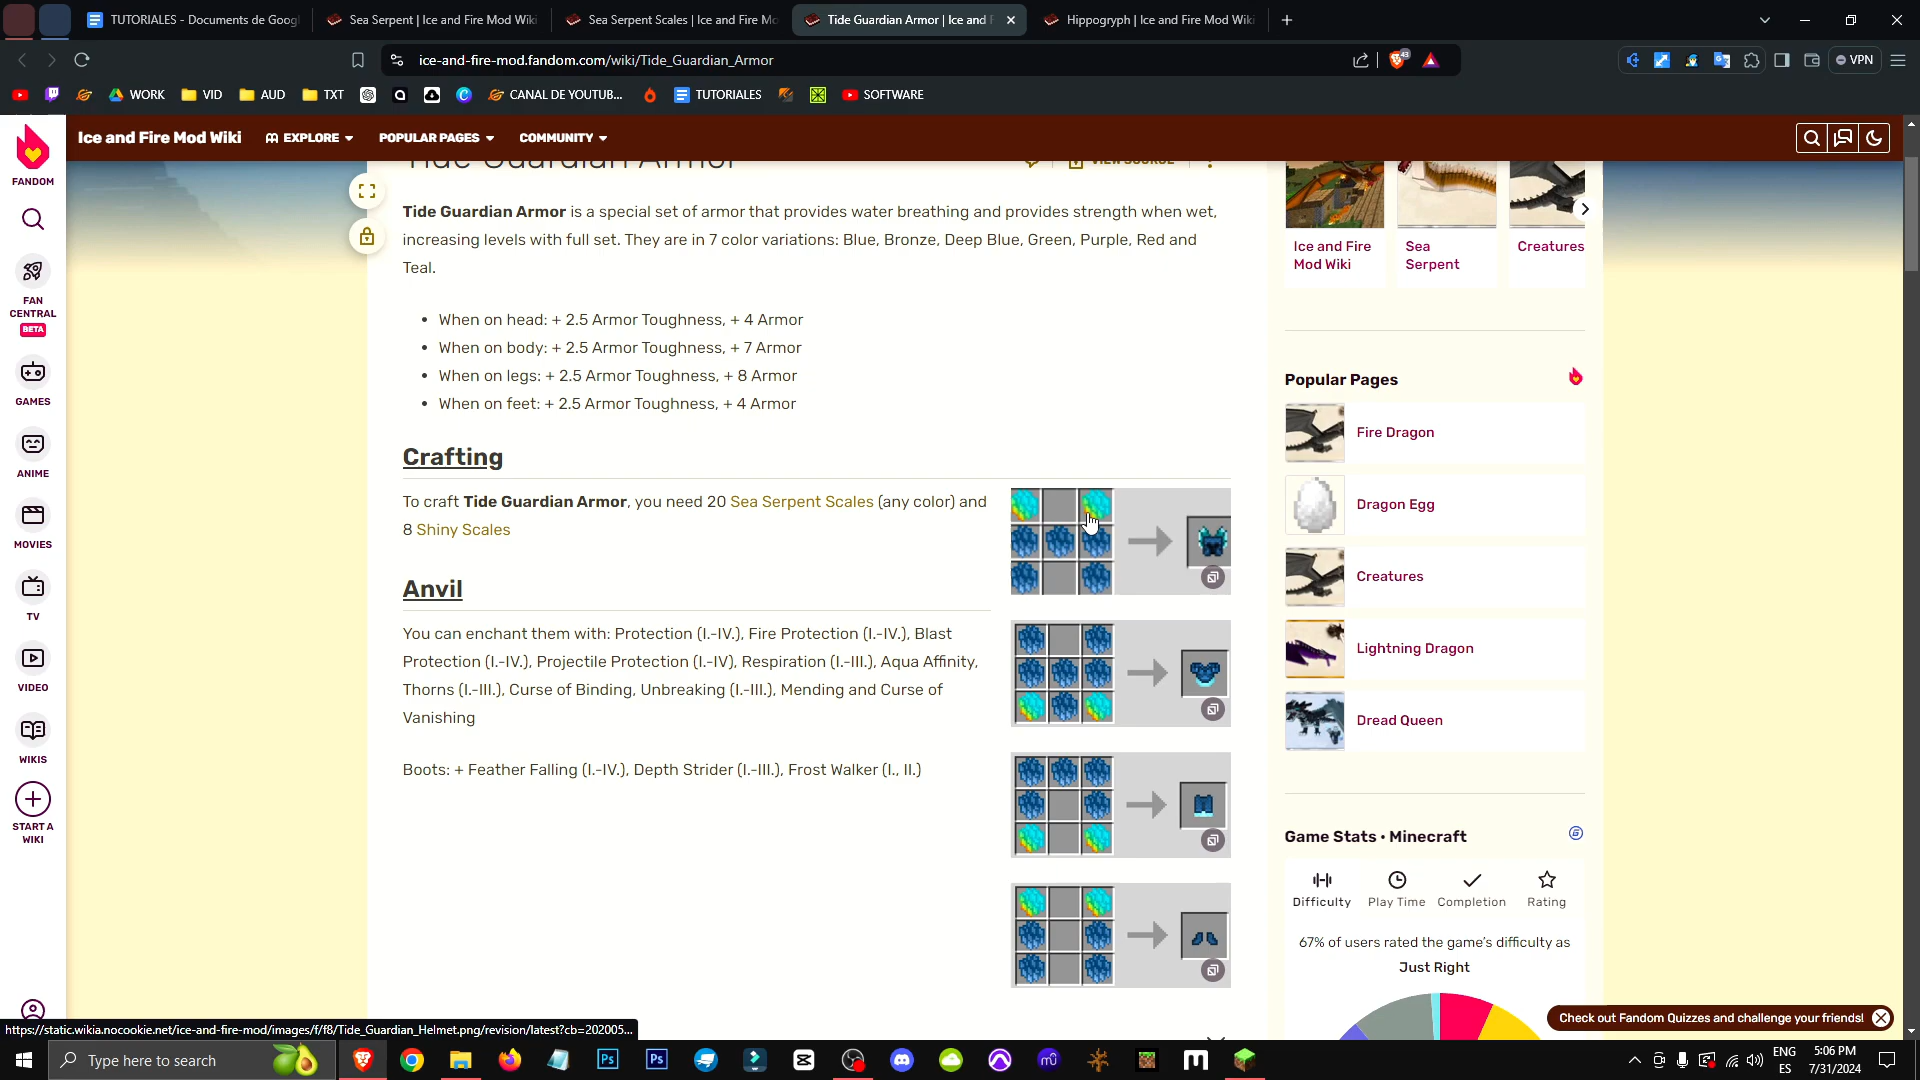 TUTORIALES - Documentos de Goog
Sea Serpent | Ice and Fire Mod Wiki
Sea Serpent Scales | Ice and Fire Mo
Tide Guardian Armor | Ice and F
Hippogryph | Ice and Fire Mod Wiki
ice-and-fire-mod.fandom.com/wiki/Tide_Guardian_Armor
43
VPN
WORK
VID
AUD
TXT
CANAL DE YOUTUB...
TUTORIALES
SOFTWARE
FANDOM
Ice and Fire Mod Wiki
EXPLORE
POPULAR PAGES
COMMUNITY
FAN CENTRAL
BETA
GAMES
ANIME
MOVIES
TV
VIDEO
WIKIS
START A WIKI
Tide Guardian Armor
VIEW SOURCE
Tide Guardian Armor is a special set of armor that provides water breathing and provides strength when wet,
increasing levels with full set. They are in 7 color variations: Blue, Bronze, Deep Blue, Green, Purple, Red and
Teal.
• When on head: + 2.5 Armor Toughness, + 4 Armor
• When on body: + 2.5 Armor Toughness, + 7 Armor
• When on legs: + 2.5 Armor Toughness, + 8 Armor
• When on feet: + 2.5 Armor Toughness, + 4 Armor
Crafting
To craft Tide Guardian Armor, you need 20 Sea Serpent Scales (any color) and
8 Shiny Scales
Anvil
You can enchant them with: Protection (I.-IV.), Fire Protection (I.-IV.), Blast
Protection (I.-IV.), Projectile Protection (I.-IV), Respiration (I.-III.), Aqua Affinity,
Thorns (I.-III.), Curse of Binding, Unbreaking (I.-III.), Mending and Curse of
Vanishing
Boots: + Feather Falling (I.-IV.), Depth Strider (I.-III.), Frost Walker (I., II.)
Ice and Fire
Mod Wiki
Sea
Serpent
Creatures
Popular Pages
Fire Dragon
Dragon Egg
Creatures
Lightning Dragon
Dread Queen
Game Stats • Minecraft
Difficulty
Play Time
Completion
Rating
67% of users rated the game's difficulty as
Just Right
Check out Fandom Quizzes and challenge your friends!
https://static.wikia.nocookie.net/ice-and-fire-mod/images/f/f8/Tide_Guardian_Helmet.png/revision/latest?cb=202005...
Type here to search
Ps
Ps
ENG
ES
5:06 PM
7/31/2024